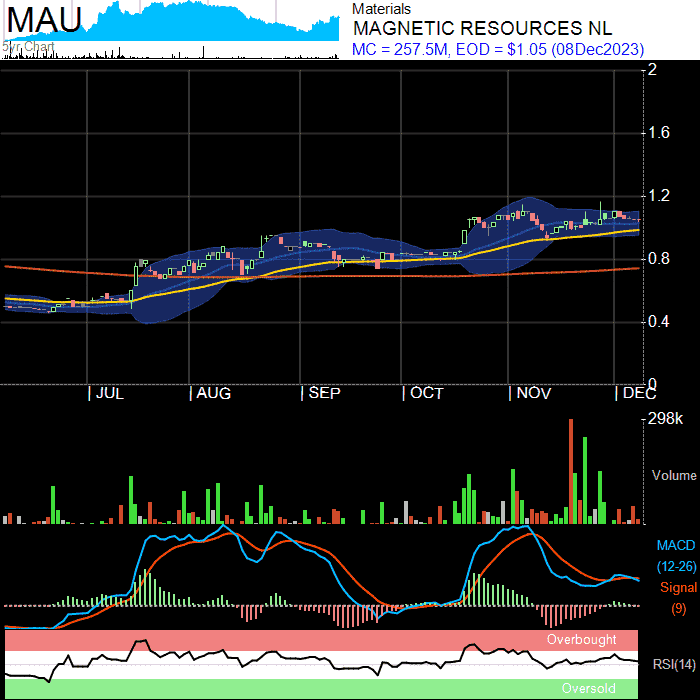 MAU
5yr Chart
Materials
MAGNETIC RESOURCES NL
MC = 257.5M, EOD = $1.05 (08Dec2023)
2
1.6
1.2
0.8
0.4
0
JUL AUG SEP OCT NOV DEC
298k
Volume
MACD
(12-26)
Signal
(9)
Overbought
RSI(14)
Oversold